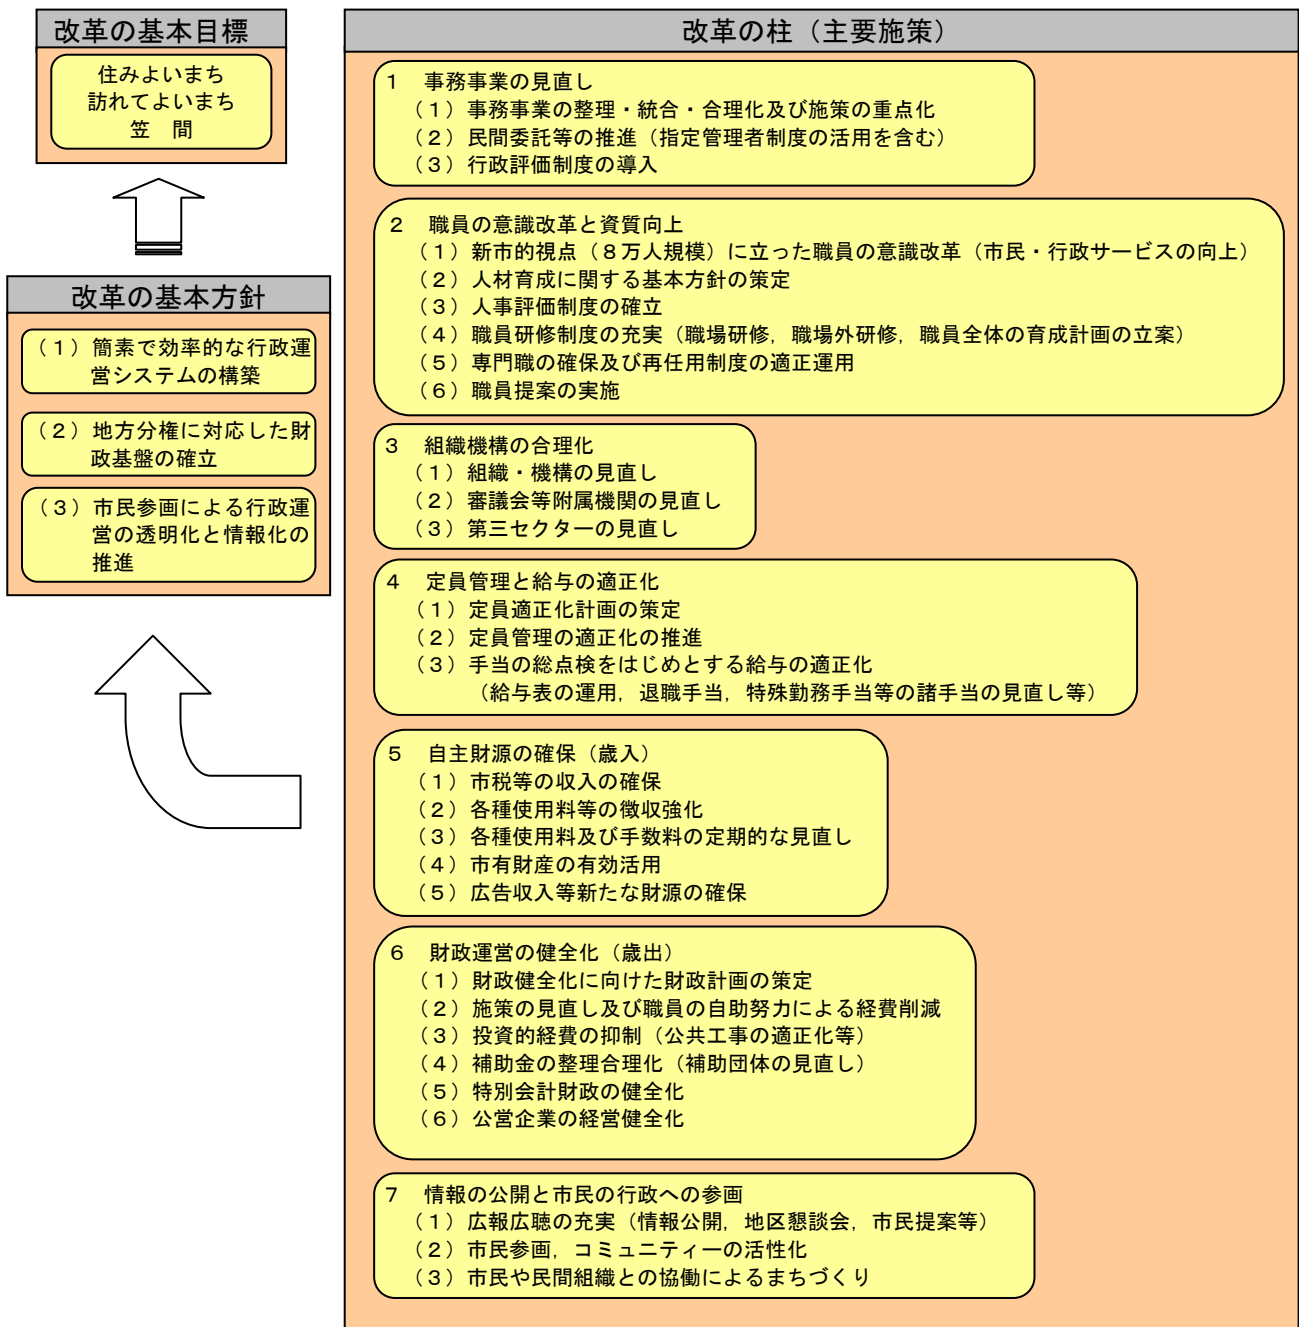 改革の基本目標
住みよいまち
訪れてよいまち
笠　間
改革の基本方針
（１）簡素で効率的な行政運
営システムの構築
（２）地方分権に対応した財
政基盤の確立
（３）市民参画による行政運
営の透明化と情報化の
推進
改革の柱（主要施策）
１　事務事業の見直し
（１）事務事業の整理・統合・合理化及び施策の重点化
（２）民間委託等の推進（指定管理者制度の活用を含む）
（３）行政評価制度の導入
２　職員の意識改革と資質向上
（１）新市的視点（８万人規模）に立った職員の意識改革（市民・行政サービスの向上）
（２）人材育成に関する基本方針の策定
（３）人事評価制度の確立
（４）職員研修制度の充実（職場研修，職場外研修，職員全体の育成計画の立案）
（５）専門職の確保及び再任用制度の適正運用
（６）職員提案の実施
３　組織機構の合理化
（１）組織・機構の見直し
（２）審議会等附属機関の見直し
（３）第三セクターの見直し
４　定員管理と給与の適正化
（１）定員適正化計画の策定
（２）定員管理の適正化の推進
（３）手当の総点検をはじめとする給与の適正化
（給与表の運用，退職手当，特殊勤務手当等の諸手当の見直し等）
５　自主財源の確保（歳入）
（１）市税等の収入の確保
（２）各種使用料等の徴収強化
（３）各種使用料及び手数料の定期的な見直し
（４）市有財産の有効活用
（５）広告収入等新たな財源の確保
６　財政運営の健全化（歳出）
（１）財政健全化に向けた財政計画の策定
（２）施策の見直し及び職員の自助努力による経費削減
（３）投資的経費の抑制（公共工事の適正化等）
（４）補助金の整理合理化（補助団体の見直し）
（５）特別会計財政の健全化
（６）公営企業の経営健全化
７　情報の公開と市民の行政への参画
（１）広報広聴の充実（情報公開，地区懇談会，市民提案等）
（２）市民参画，コミュニティーの活性化
（３）市民や民間組織との協働によるまちづくり